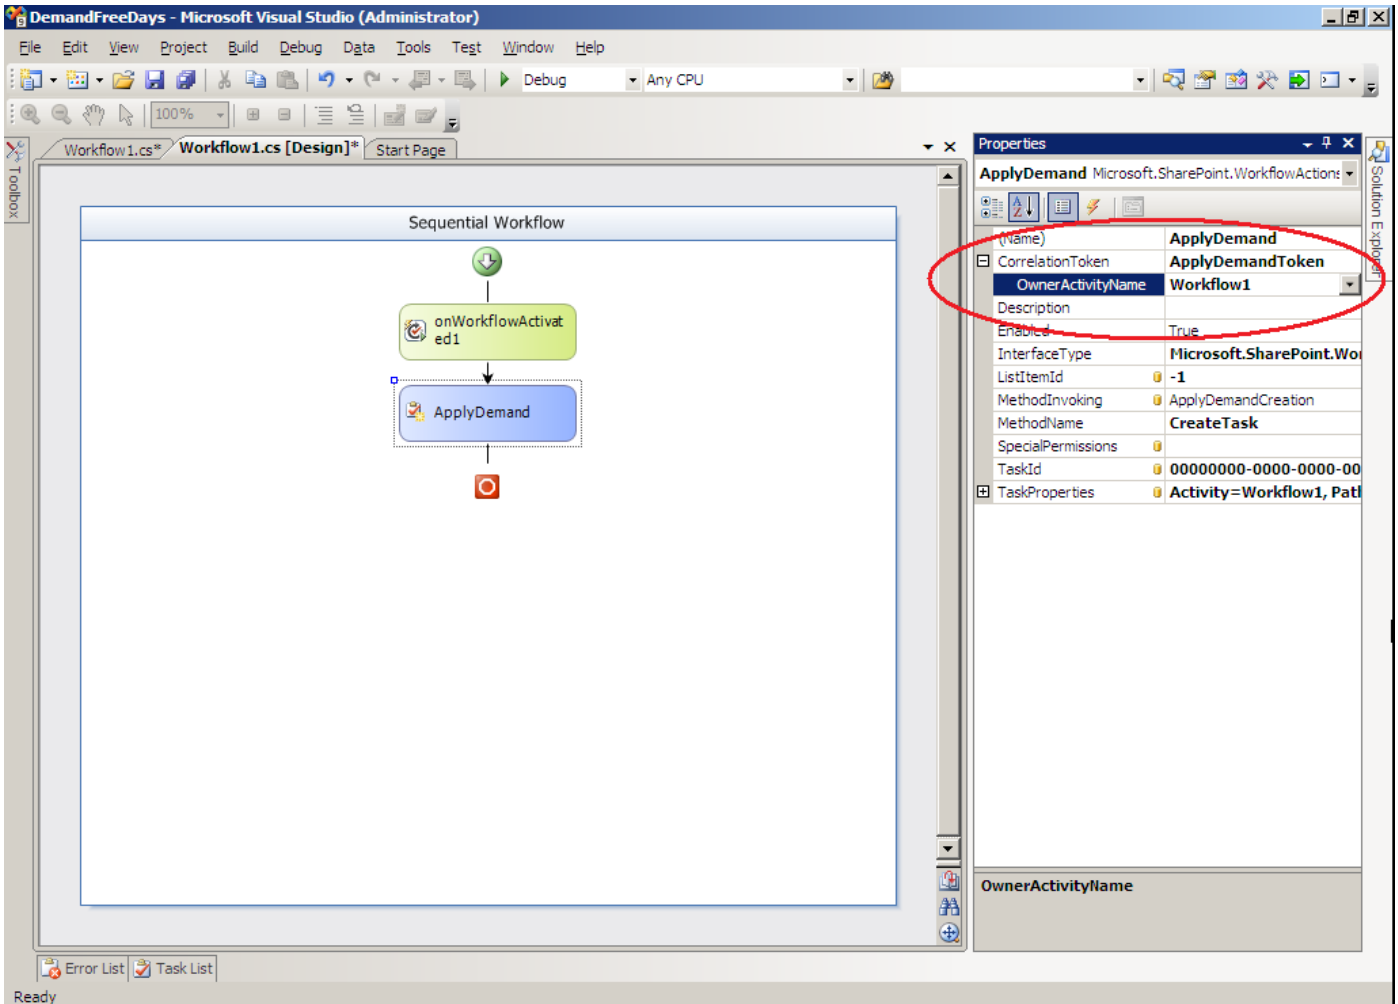 DemandFreeDays - Microsoft Visual Studio (Administrator)
File Edit View Project Build Debug Data Tools Test Window Help
Debug Any CPU
100%
Workflow1.cs* Workflow1.cs [Design]* Start Page
Toolbox
Sequential Workflow
onWorkflowActivat
ed1
ApplyDemand
Properties
ApplyDemand Microsoft.SharePoint.WorkflowActions
(Name) ApplyDemand
CorrelationToken ApplyDemandToken
OwnerActivityName Workflow1
Description
Enabled True
InterfaceType Microsoft.SharePoint.Wor
ListItemId -1
MethodInvoking ApplyDemandCreation
MethodName CreateTask
SpecialPermissions
TaskId 00000000-0000-0000-00
TaskProperties Activity=Workflow1, Patl
OwnerActivityName
Solution Explorer
Error List Task List
Ready